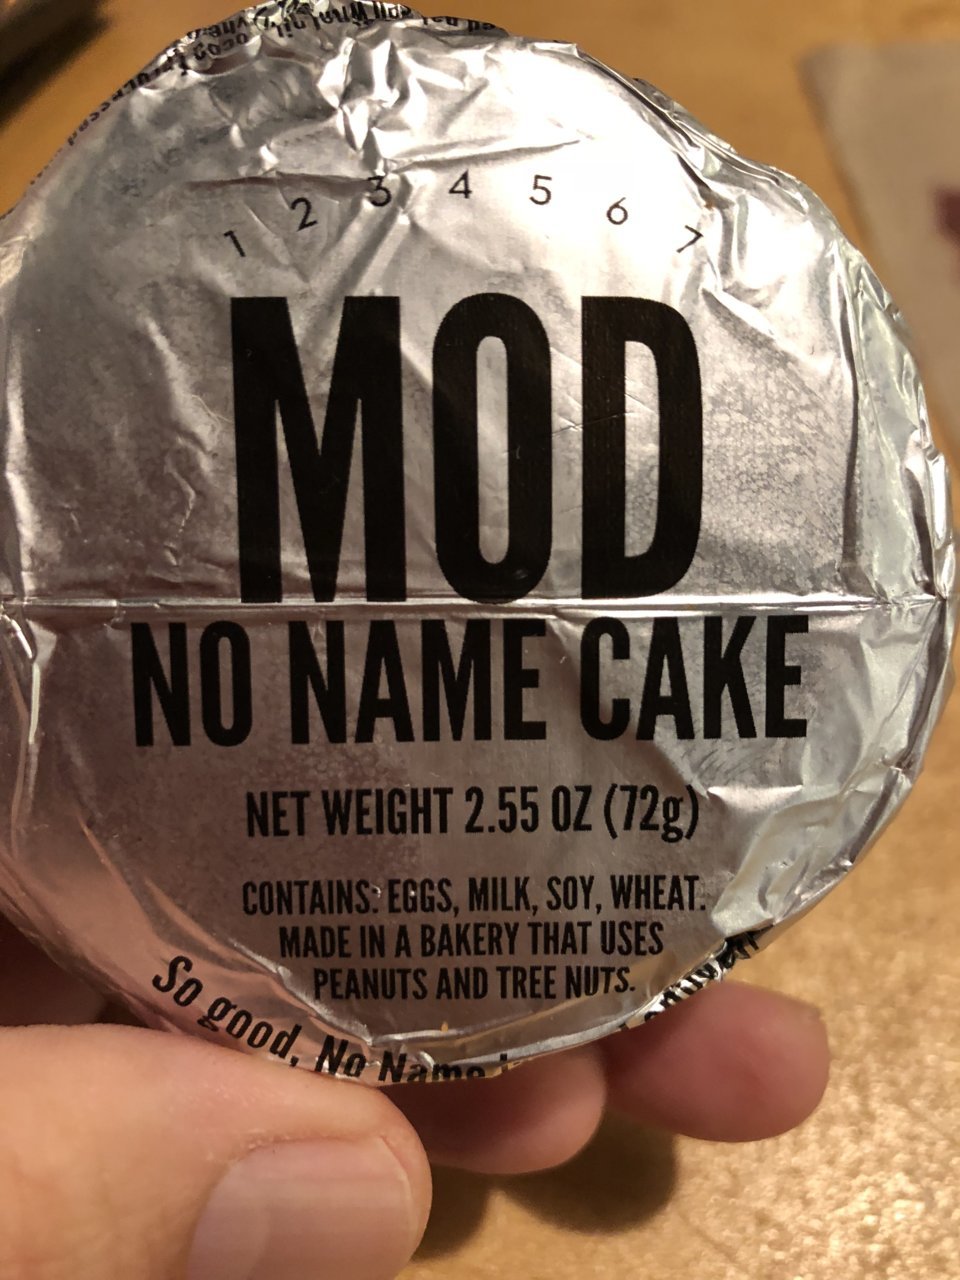 1 2 3 4 5 6 7
MOD
NO NAME CAKE
NET WEIGHT 2.55 OZ (72g)
CONTAINS: EGGS, MILK, SOY, WHEAT.
MADE IN A BAKERY THAT USES
PEANUTS AND TREE NUTS.
So good, No Name